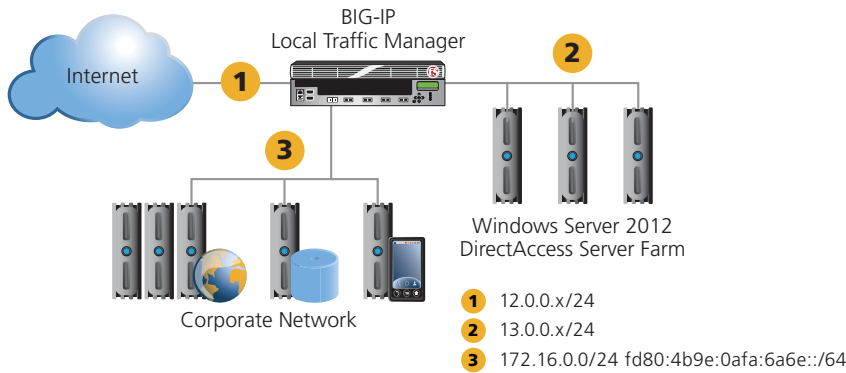 BIG-IP
Local Traffic Manager
Internet
1
2
f5
3
Windows Server 2012
DirectAccess Server Farm
Corporate Network
1 12.0.0.x/24
2 13.0.0.x/24
3 172.16.0.0/24 fd80:4b9e:0afa:6a6e::/64